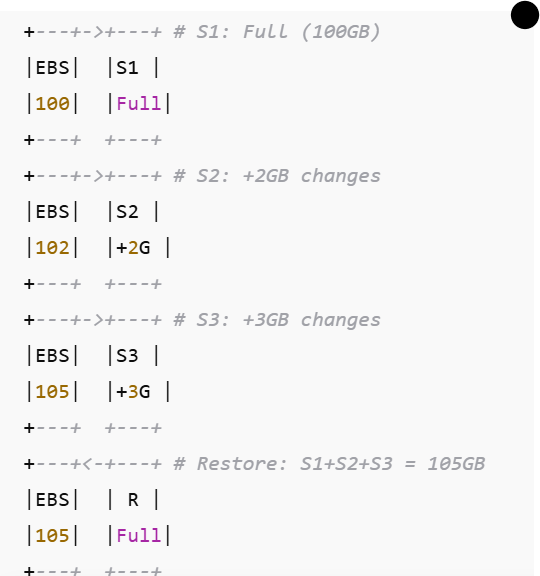 +---+->+---+ # S1: Full (100GB)
|EBS|  |S1 |
|100|  |Full|
+---+  +---+
+---+->+---+ # S2: +2GB changes
|EBS|  |S2 |
|102|  |+2G |
+---+  +---+
+---+->+---+ # S3: +3GB changes
|EBS|  |S3 |
|105|  |+3G |
+---+  +---+
+---+<-+---+ # Restore: S1+S2+S3 = 105GB
|EBS|  | R |
|105|  |Full|
+---+  +---+